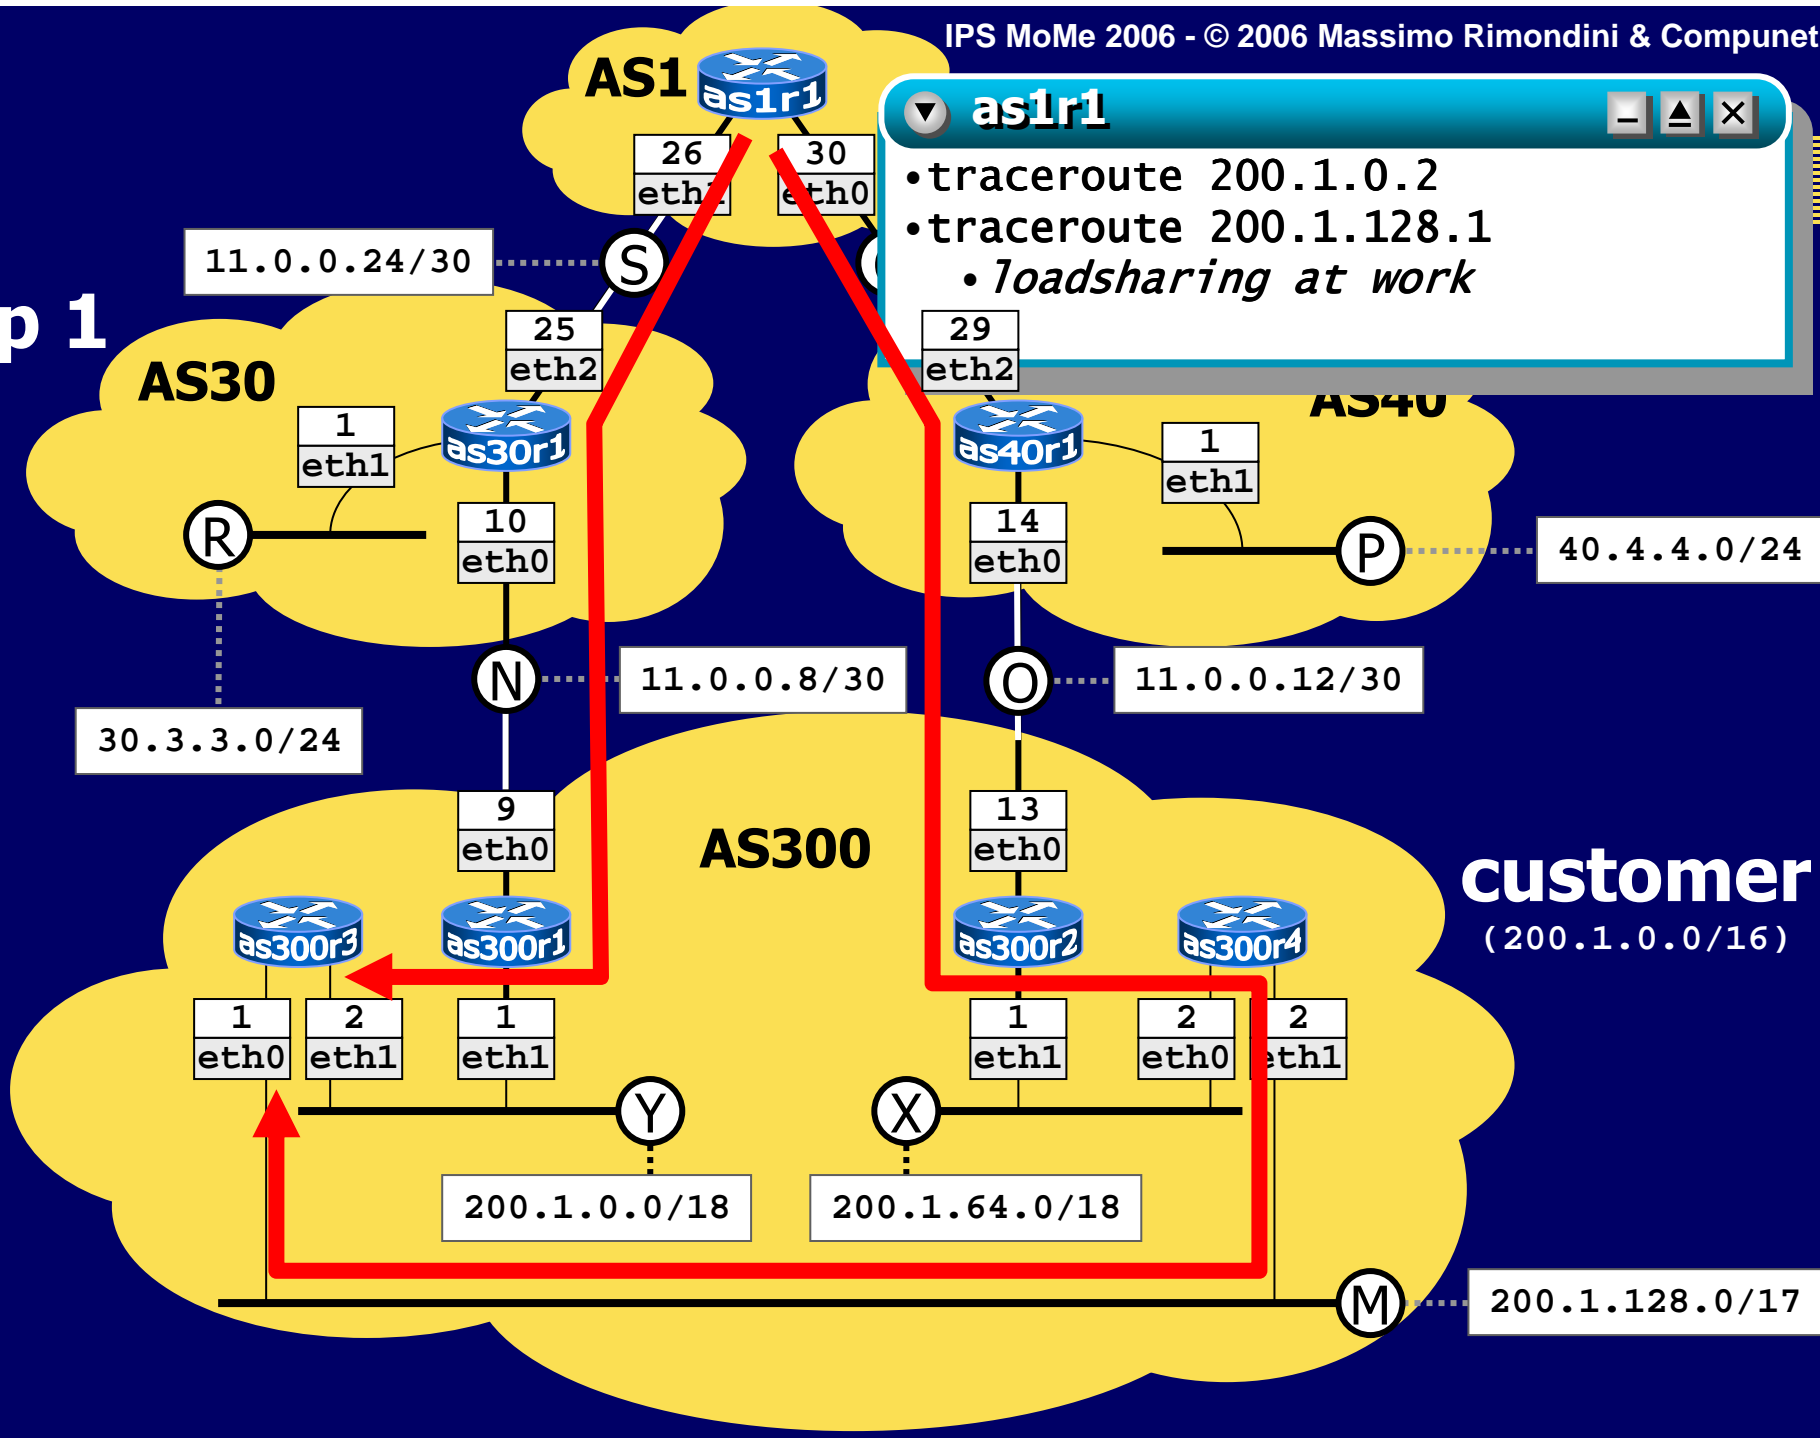 IPS MoMe 2006 - © 2006 Massimo Rimondini & Compunet
AS1
as1r1
26
eth1
30
eth0
as1r1
•traceroute 200.1.0.2
•traceroute 200.1.128.1
•loadsharing at work
11.0.0.24/30
S
p 1
25
eth2
29
eth2
AS30
AS40
1
eth1
as30r1
as40r1
1
eth1
R
10
eth0
14
eth0
P
40.4.4.0/24
N
11.0.0.8/30
O
11.0.0.12/30
30.3.3.0/24
9
eth0
AS300
13
eth0
customer
(200.1.0.0/16)
as300r3
as300r1
as300r2
as300r4
1
eth0
2
eth1
1
eth1
1
eth1
2
eth0
2
eth1
Y
X
200.1.0.0/18
200.1.64.0/18
M
200.1.128.0/17